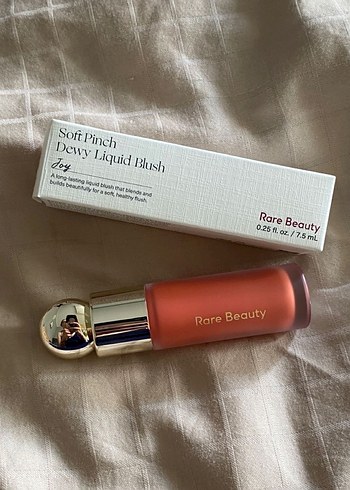 Soft Pinch
Dewy Liquid Blush
Joy
A long-lasting liquid blush that blends and
builds beautifully for a soft, healthy flush.
Rare Beauty
0.25 fl. oz. / 7.5 mL
Rare Beauty